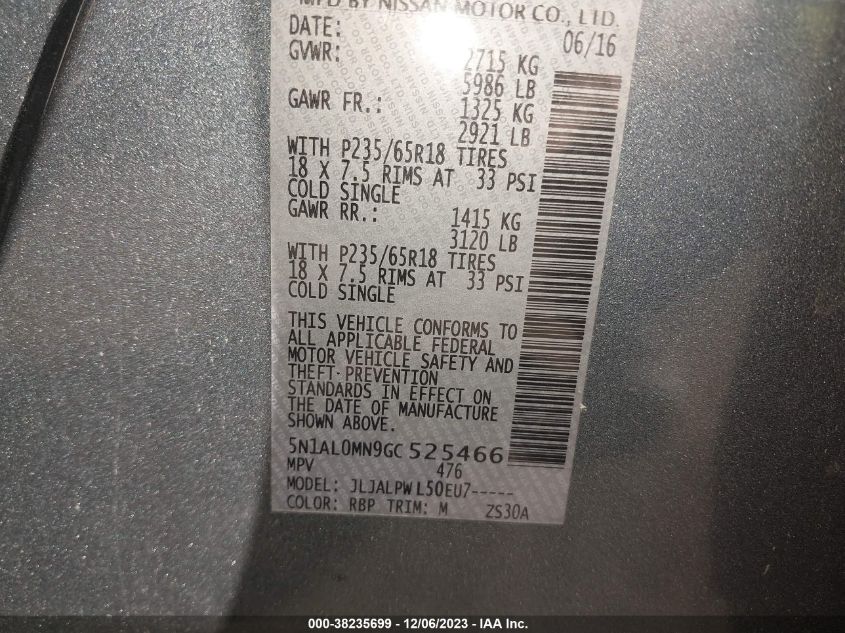 MFD BY NISSAN MOTOR CO., LTD.
DATE: 06/16
GVWR: 2715 KG
5986 LB
GAWR FR.: 1325 KG
2921 LB
WITH P235/65R18 TIRES
18 X 7.5 RIMS AT 33 PSI
COLD SINGLE
GAWR RR.: 1415 KG
3120 LB
WITH P235/65R18 TIRES
18 X 7.5 RIMS AT 33 PSI
COLD SINGLE
THIS VEHICLE CONFORMS TO
ALL APPLICABLE FEDERAL
MOTOR VEHICLE SAFETY AND
THEFT-PREVENTION
STANDARDS IN EFFECT ON
THE DATE OF MANUFACTURE
SHOWN ABOVE.
5N1AL0MN9GC525466
MPV 476
MODEL: JLJALPWL50EU7-----
COLOR: RBP TRIM: M ZS30A
000-38235699 - 12/06/2023 - IAA Inc.